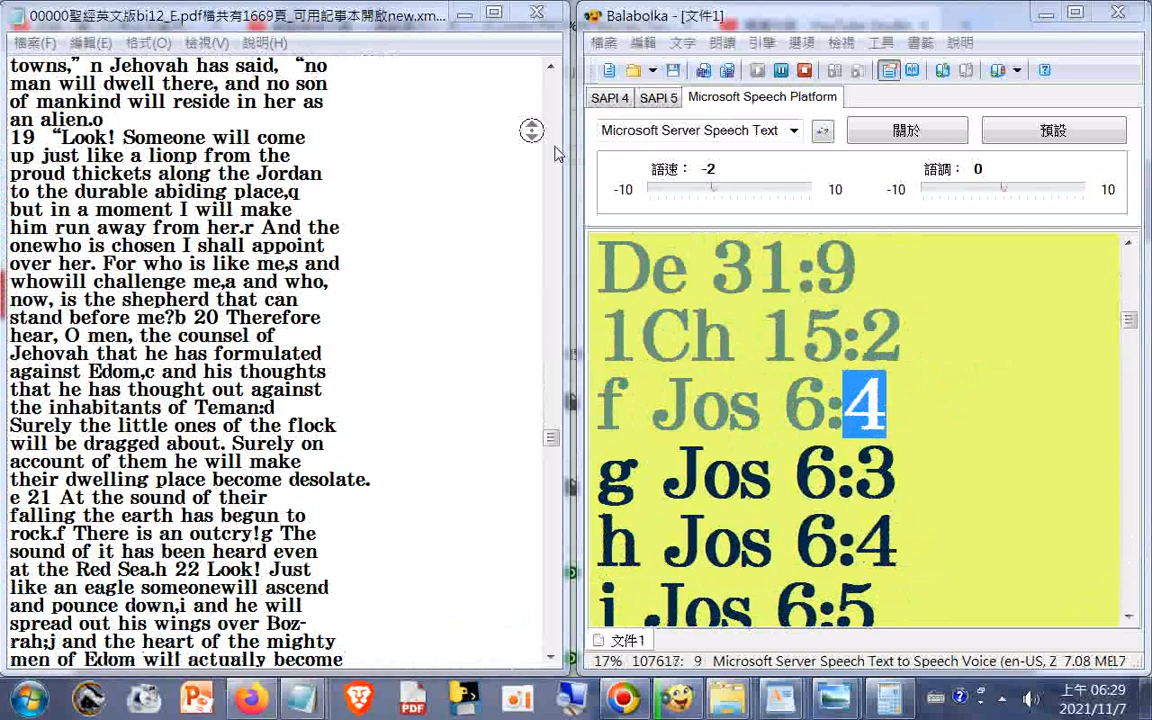 00000聖經英文版bi12_E.pdf檔共有1669頁_可用記事本開啟new.xm...
檔案(F) 編輯(E) 格式(O) 檢視(V) 說明(H)
towns,” n Jehovah has said, “no
man will dwell there, and no son
of mankind will reside in her as
an alien.o
19 “Look! Someone will come
up just like a lionp from the
proud thickets along the Jordan
to the durable abiding place,q
but in a moment I will make
him run away from her.r And the
onewho is chosen I shall appoint
over her. For who is like me,s and
whowill challenge me,a and who,
now, is the shepherd that can
stand before me?b 20 Therefore
hear, O men, the counsel of
Jehovah that he has formulated
against Edom,c and his thoughts
that he has thought out against
the inhabitants of Teman:d
Surely the little ones of the flock
will be dragged about. Surely on
account of them he will make
their dwelling place become desolate.
e 21 At the sound of their
falling the earth has begun to
rock.f There is an outcry!g The
sound of it has been heard even
at the Red Sea.h 22 Look! Just
like an eagle someonewill ascend
and pounce down,i and he will
spread out his wings over Boz-
rah;j and the heart of the mighty
men of Edom will actually become
Balabolka - [文件1]
檔案 編輯 文字 朗讀 引擎 選項 檢視 工具 書籤 說明
SAPI 4 SAPI 5 Microsoft Speech Platform
Microsoft Server Speech Text 關於 預設
語速: -2 語調: 0
-10 10 -10 10
De 31:9
1Ch 15:2
f Jos 6:4
g Jos 6:3
h Jos 6:4
i Jos 6:5
文件1
17% 107617: 9 Microsoft Server Speech Text to Speech Voice (en-US, Z 7.08 ME
上午 06:29
2021/11/7